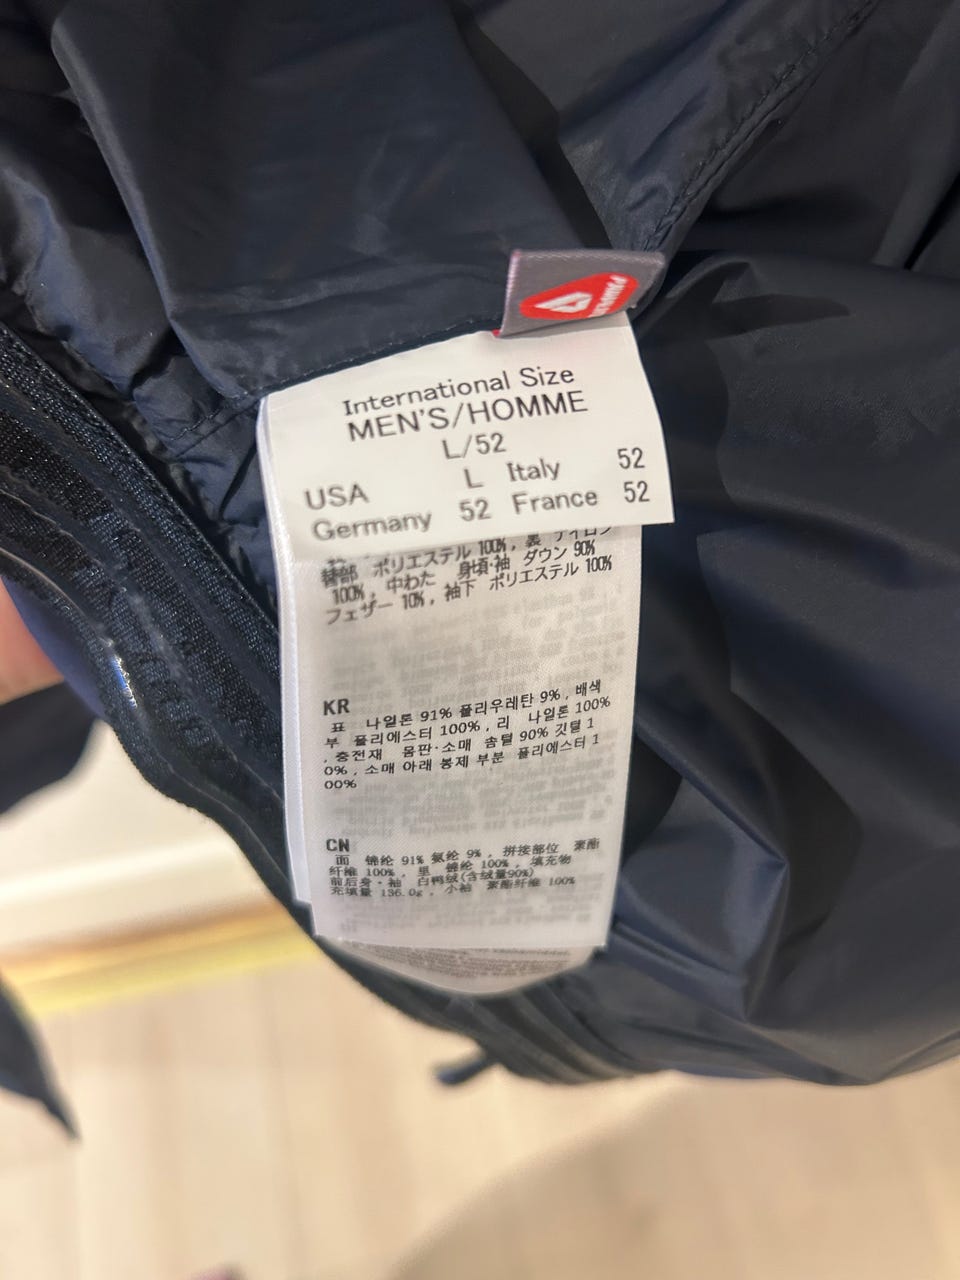 International Size
MEN'S/HOMME
L/52
USA L Italy 52
Germany 52 France 52
替部 ポリエステル 100%, 裏 ナイロン
100%, 中わた 身頃·袖 ダウン 90%
フェザー 10%, 袖下 ポリエステル 100%
KR
표 나일론 91% 폴리우레탄 9%, 배색
부 폴리에스터 100%, 리 나일론 100%
, 충전재 몸판·소매 솜털 90% 깃털 1
0%, 소매 아래 봉제 부분 폴리에스터 1
00%
CN
面 锦纶 91% 氨纶 9%, 拼接部位 聚酯
纤维 100%, 里 锦纶 100%, 填充物
前后身·袖 白鸭绒(含绒量90%)
充填量 136.0g, 小袖 聚酯纤维 100%